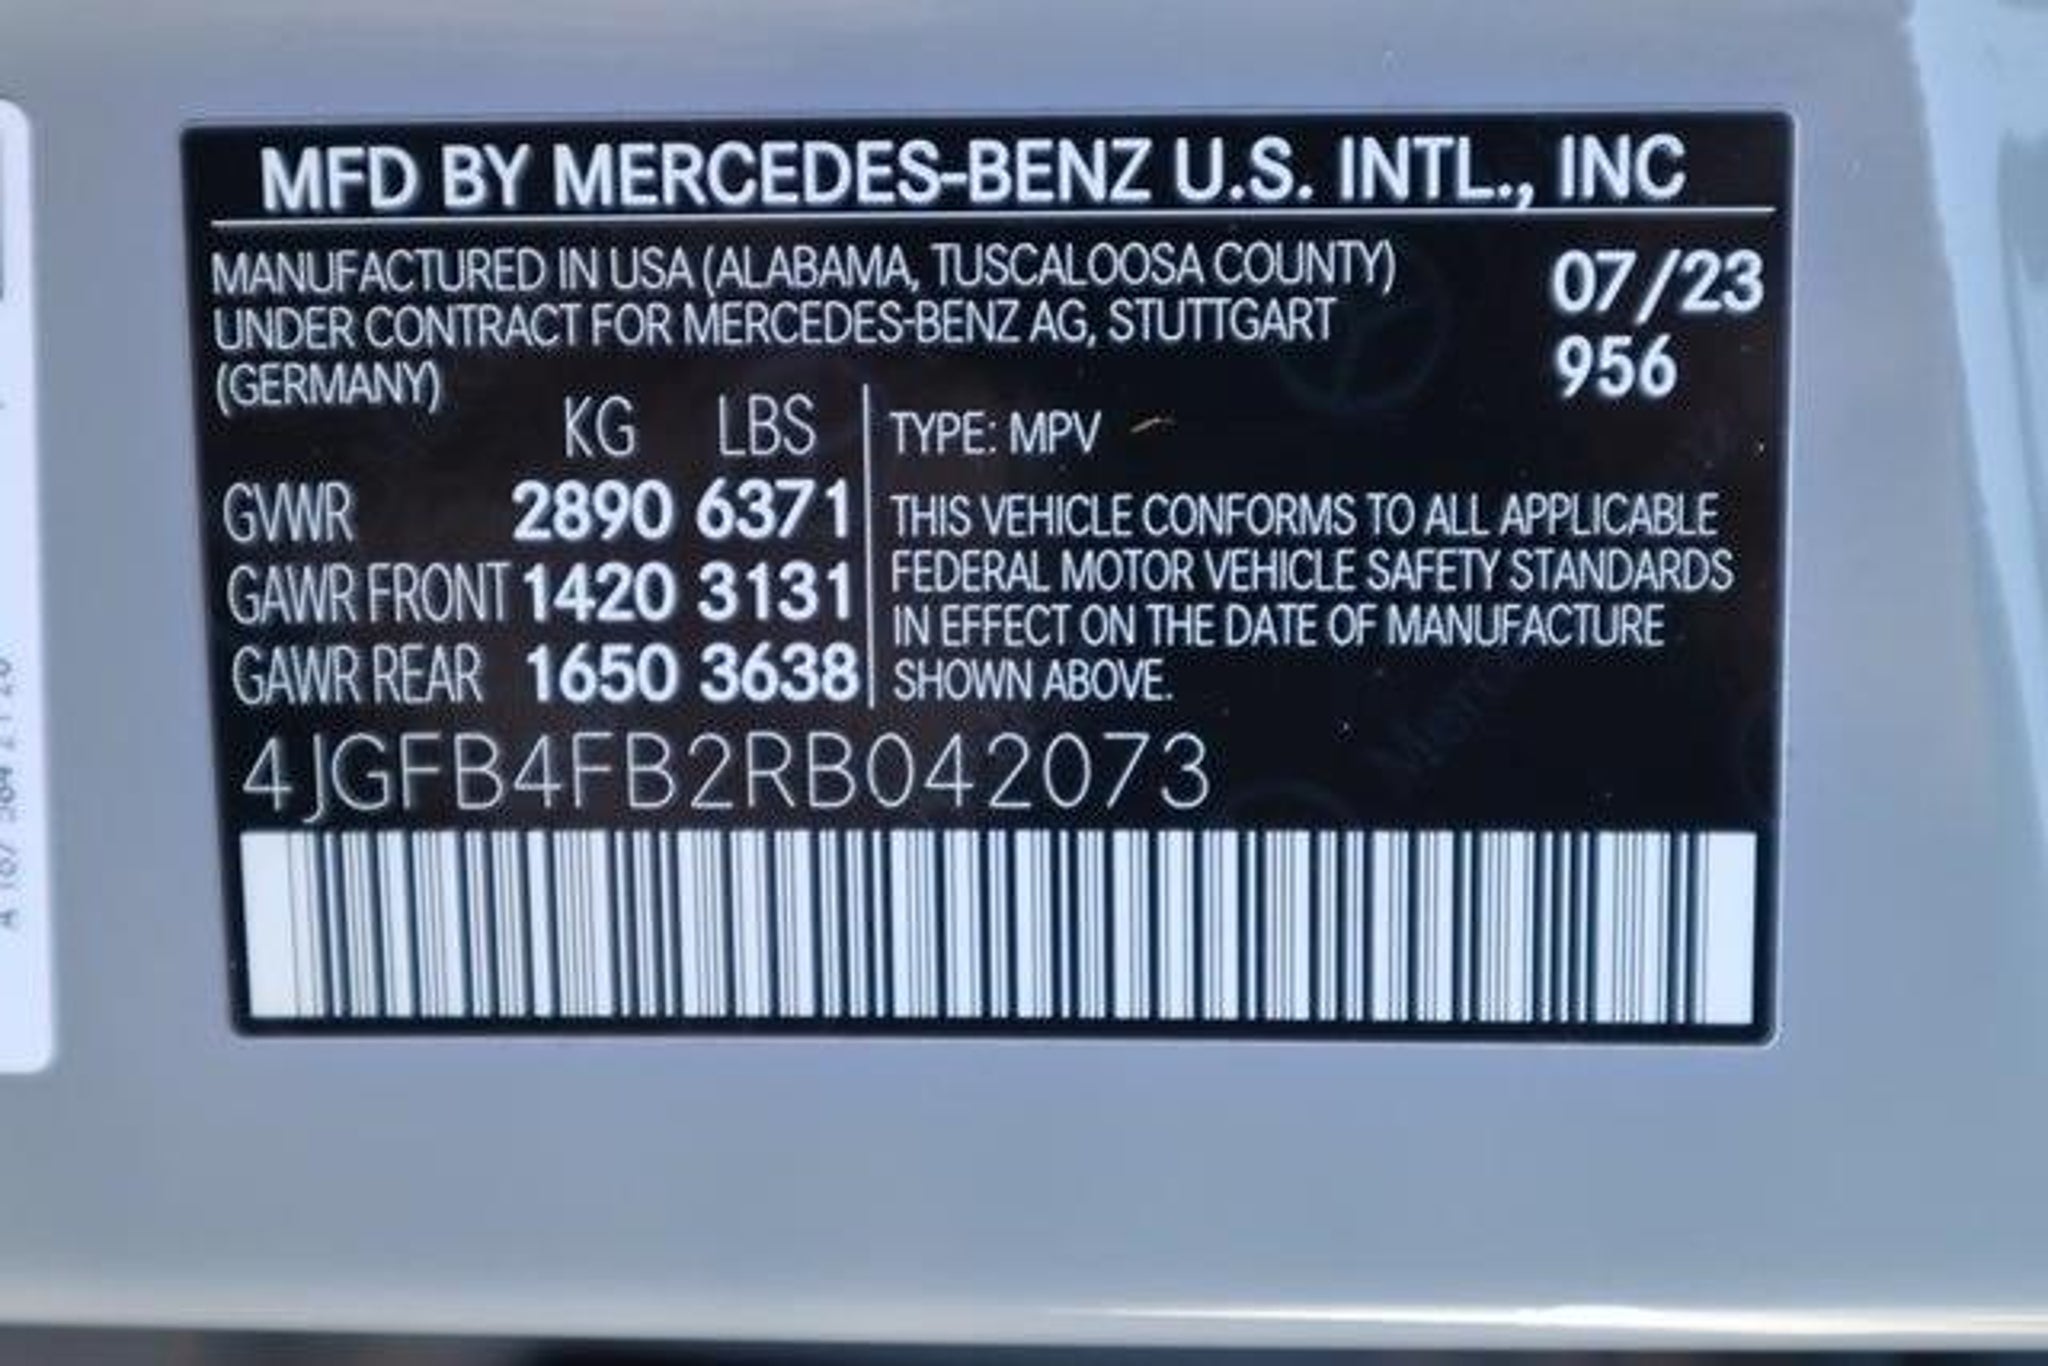 MFD BY MERCEDES-BENZ U.S. INTL., INC
MANUFACTURED IN USA (ALABAMA, TUSCALOOSA COUNTY)
UNDER CONTRACT FOR MERCEDES-BENZ AG, STUTTGART
(GERMANY)
07/23
956
KG LBS
GVWR 2890 6371
GAWR FRONT 1420 3131
GAWR REAR 1650 3638
TYPE: MPV
THIS VEHICLE CONFORMS TO ALL APPLICABLE
FEDERAL MOTOR VEHICLE SAFETY STANDARDS
IN EFFECT ON THE DATE OF MANUFACTURE
SHOWN ABOVE.
4JGFB4FB2RB042073